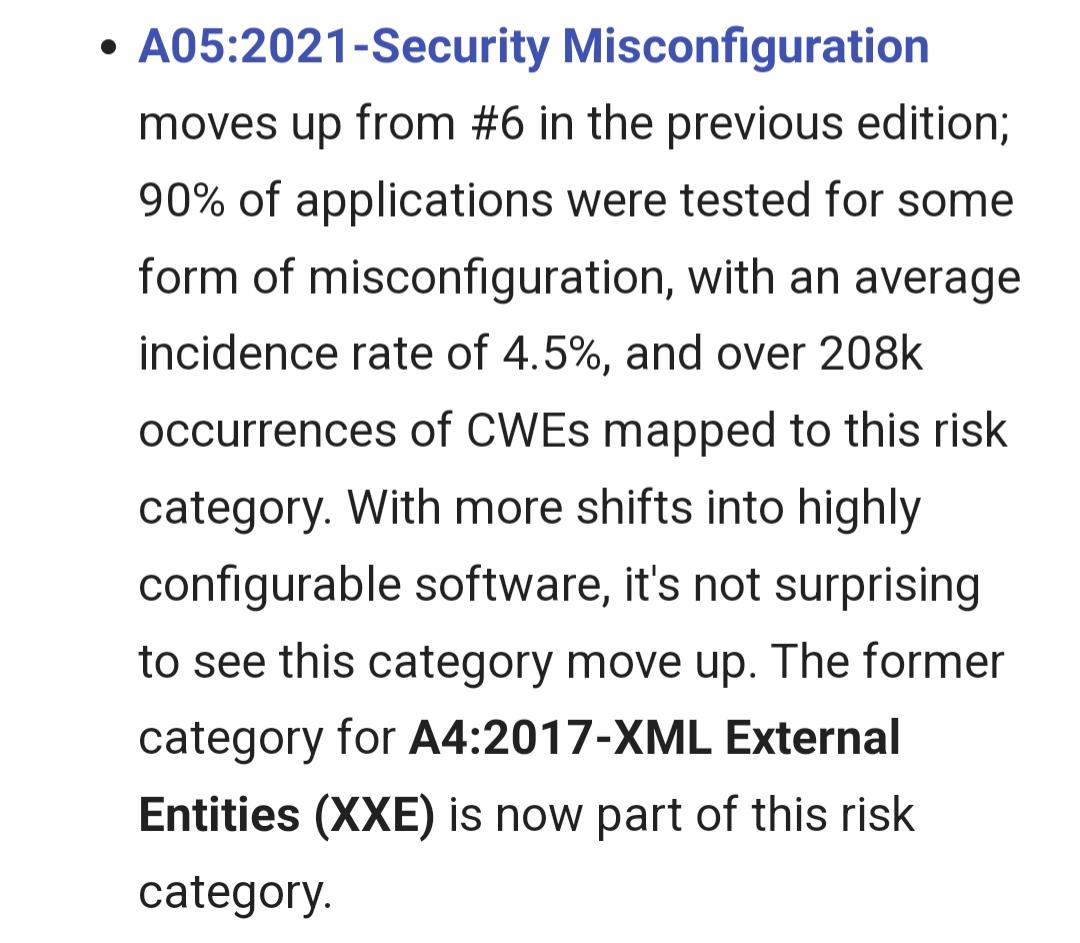 • A05:2021-Security Misconfiguration
moves up from #6 in the previous edition;
90% of applications were tested for some
form of misconfiguration, with an average
incidence rate of 4.5%, and over 208k
occurrences of CWEs mapped to this risk
category. With more shifts into highly
configurable software, it's not surprising
to see this category move up. The former
category for A4:2017-XML External
Entities (XXE) is now part of this risk
category.